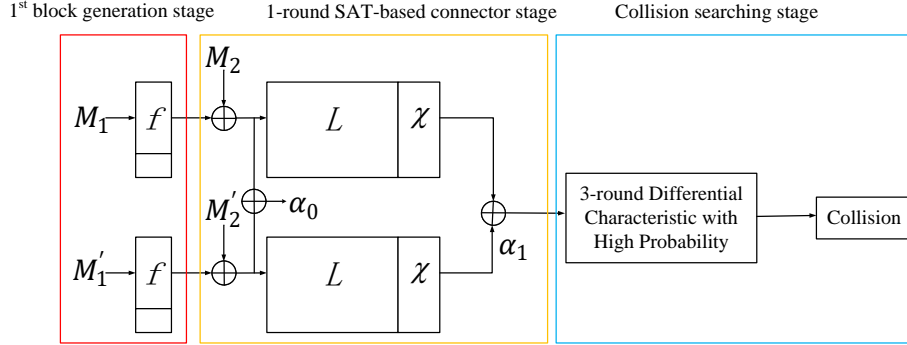 1st block generation stage
1-round SAT-based connector stage
Collision searching stage
M2
M1
f
L
χ
α0
M′2
3-round Differential
Characteristic with
High Probability
Collision
α1
M′1
f
L
χ